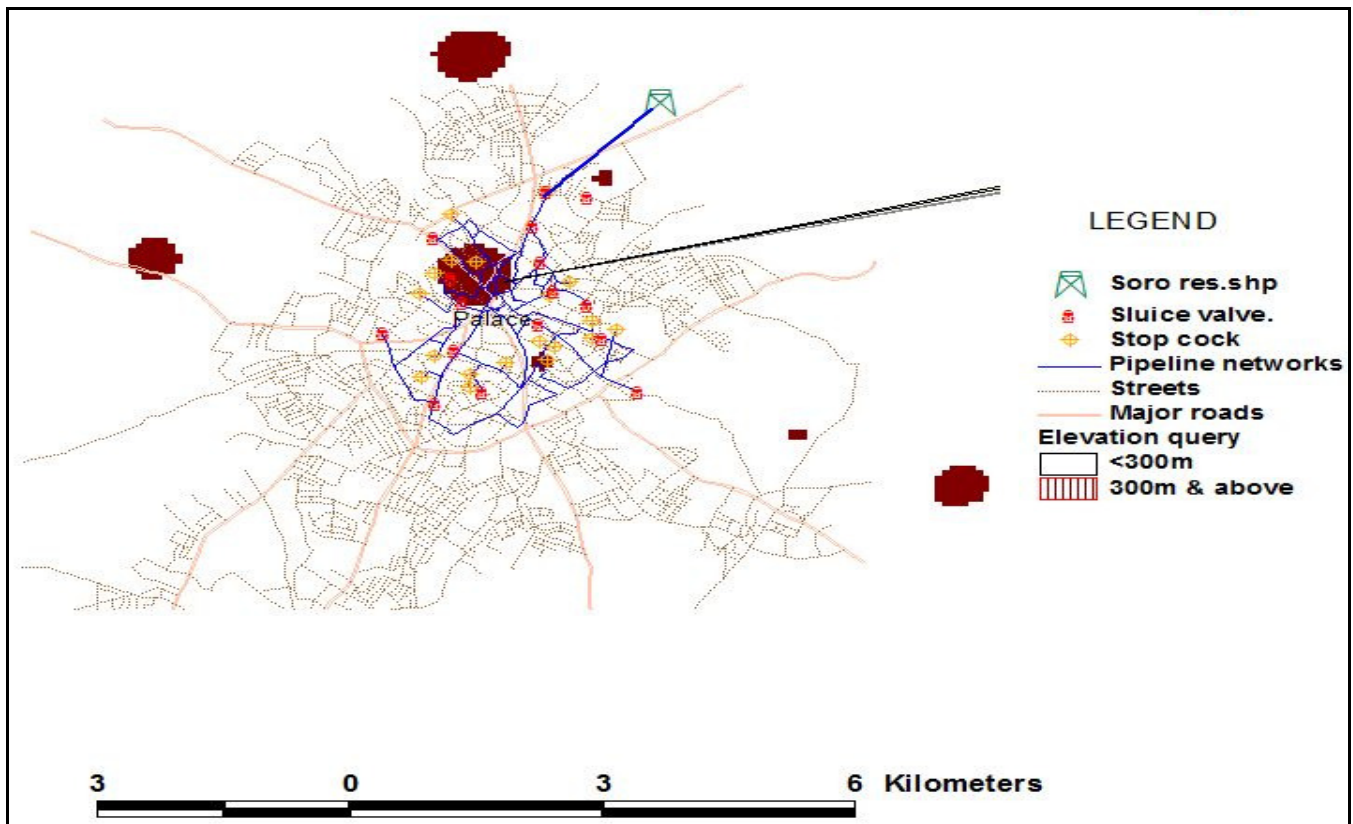 LEGEND
Soro res.shp
Sluice valve.
Stop cock
Palace
Pipeline networks
Streets
Major roads
Elevation query
<300m
300m & above
3 0 3 6 Kilometers